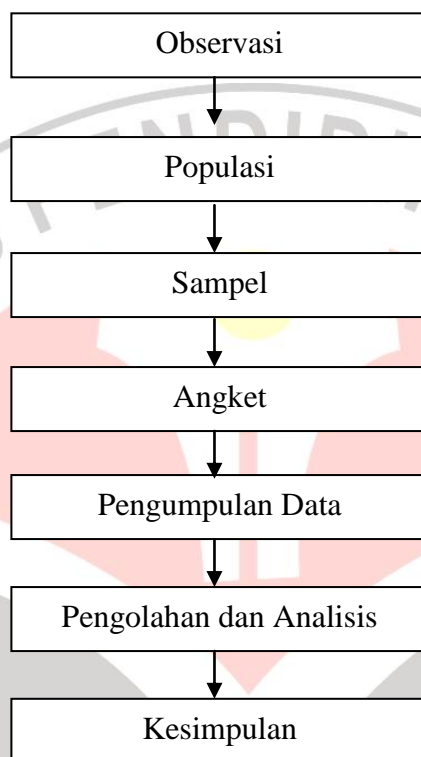 Observasi
Populasi
Sampel
Angket
Pengumpulan Data
Pengolahan dan Analisis
Kesimpulan